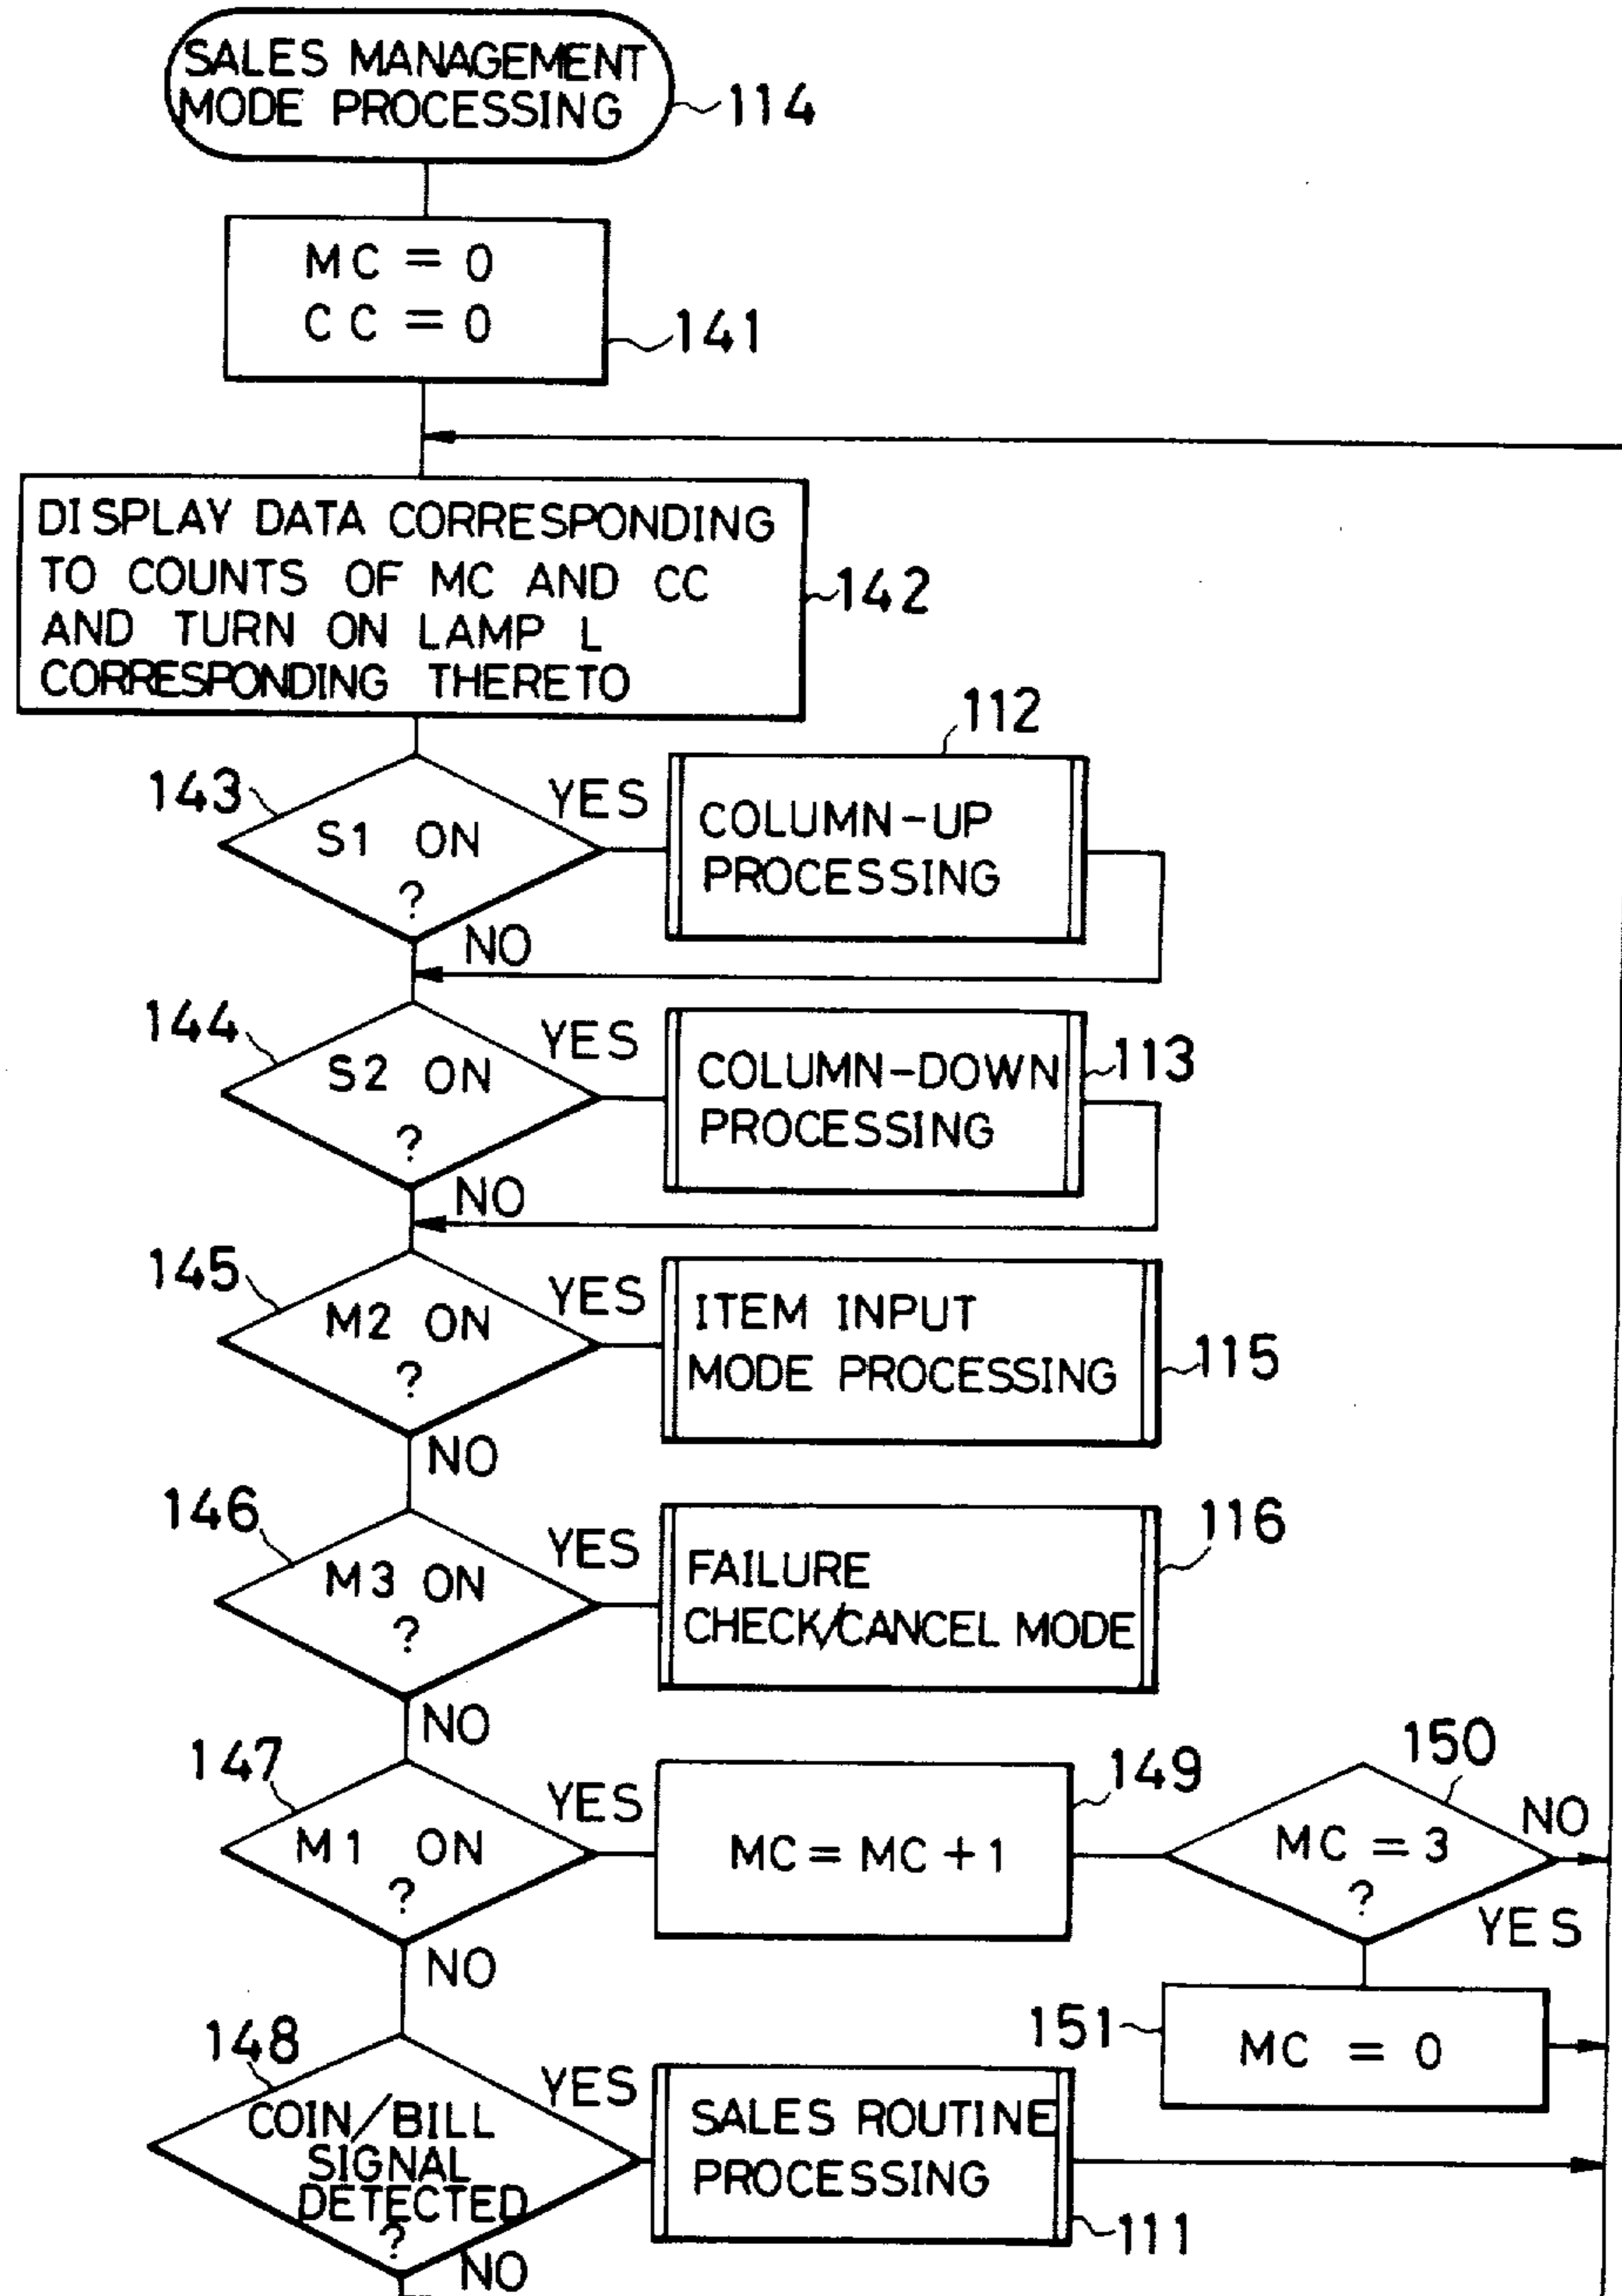 SALES MANAGEMENT
MODE PROCESSING
114
MC = 0
CC = 0
141
DISPLAY DATA CORRESPONDING
TO COUNTS OF MC AND CC
AND TURN ON LAMP L
CORRESPONDING THERETO
142
143
S1 ON
?
YES
NO
112
COLUMN-UP
PROCESSING
144
S2 ON
?
YES
NO
COLUMN-DOWN
PROCESSING
113
145
M2 ON
?
YES
NO
ITEM INPUT
MODE PROCESSING
115
146
M3 ON
?
YES
NO
FAILURE
CHECK/CANCEL MODE
116
147
M1 ON
?
YES
NO
MC = MC + 1
149
150
MC = 3
?
NO
YES
151
MC = 0
148
COIN/BILL
SIGNAL
DETECTED
?
YES
NO
SALES ROUTINE
PROCESSING
111